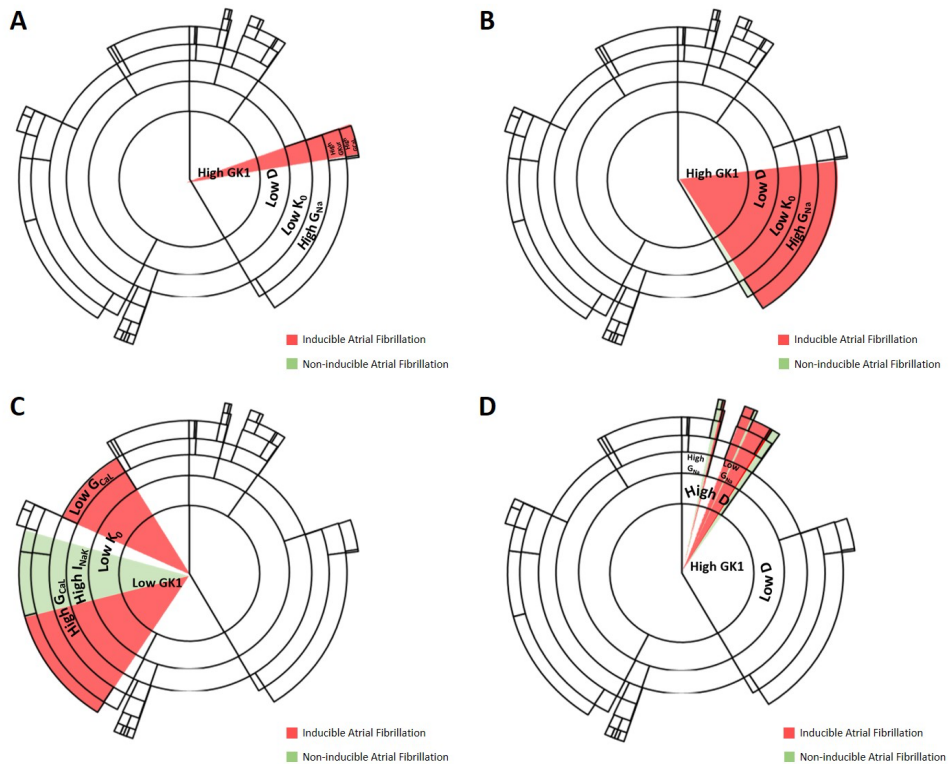 A
High GK1
Low D
Low K0
High GNa
Inducible Atrial Fibrillation
Non-inducible Atrial Fibrillation
B
High GK1
Low D
Low K0
High GNa
Inducible Atrial Fibrillation
Non-inducible Atrial Fibrillation
C
Low GCaL
Low K0
Low GK1
High INaK
High GCaL
Inducible Atrial Fibrillation
Non-inducible Atrial Fibrillation
D
High
GNa
Low
GNa
High D
High GK1
Low D
Inducible Atrial Fibrillation
Non-inducible Atrial Fibrillation